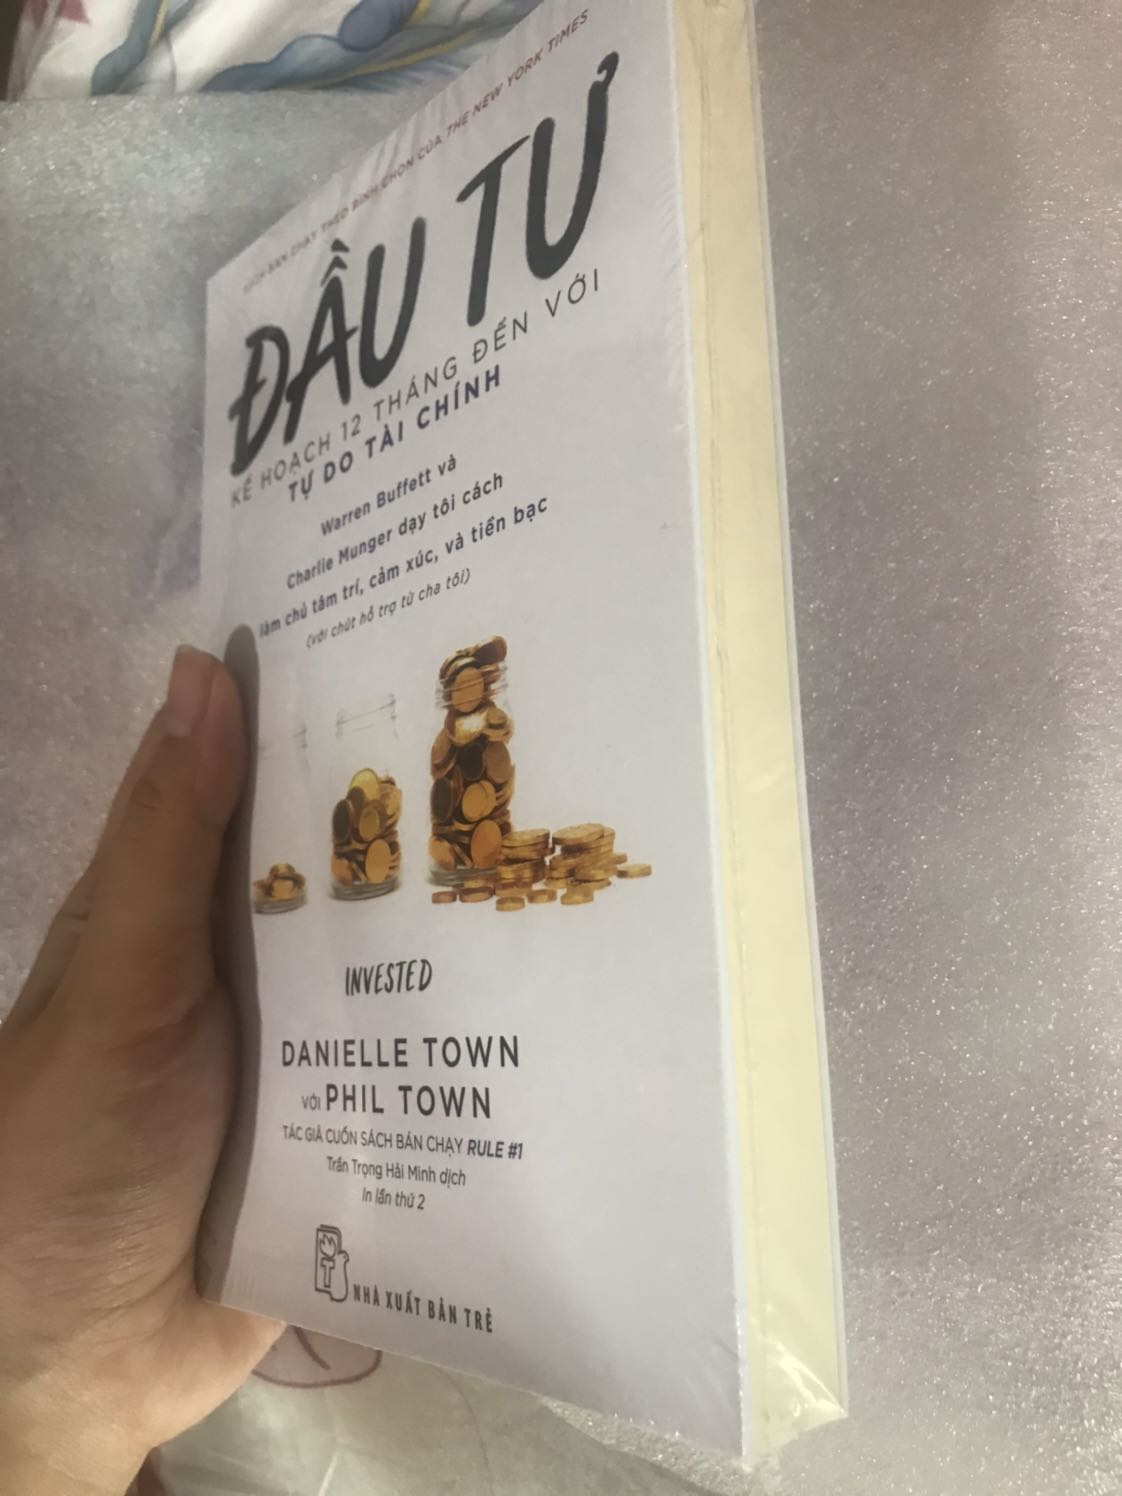 SÁCH BÁN CHẠY THEO BÌNH CHỌN CỦA THE NEW YORK TIMES
ĐẦU TƯ
KẾ HOẠCH 12 THÁNG ĐẾN VỚI
TỰ DO TÀI CHÍNH
Warren Buffett và
Charlie Munger dạy tôi cách
làm chủ tâm trí, cảm xúc, và tiền bạc
(với chút hỗ trợ từ cha tôi)
INVESTED
DANIELLE TOWN
với PHIL TOWN
TÁC GIẢ CUỐN SÁCH BÁN CHẠY RULE #1
Trần Trọng Hải Minh dịch
In lần thứ 2
T
NHÀ XUẤT BẢN TRẺ